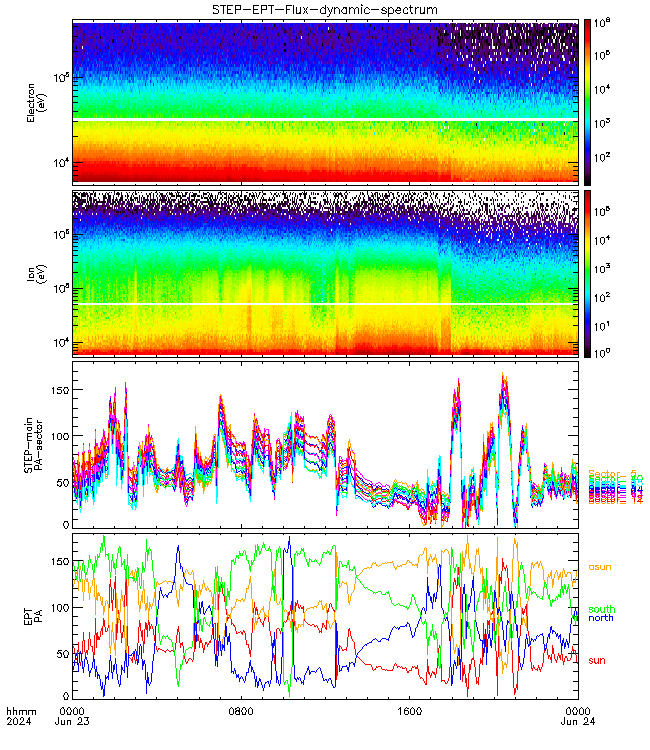 STEP-EPT-Flux-dynamic-spectrum
Electron
(eV)
10⁵
10⁴
10⁶
10⁵
10⁴
10³
10²
Ion
(eV)
10⁶
10⁵
10⁴
10⁵
10⁴
10³
10²
10¹
10⁰
STEP-main
PA-sector
150
100
50
0
EPT
PA
150
100
50
0
asun
south
north
sun
hhmm
2024
0000
Jun 23
0800
1600
0000
Jun 24